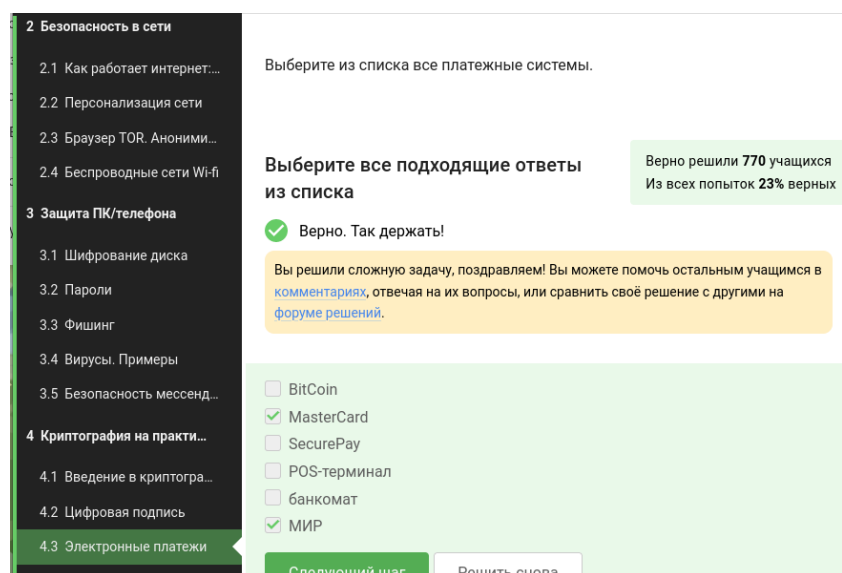 2 Безопасность в сети
2.1 Как работает интернет:...
2.2 Персонализация сети
2.3 Браузер TOR. Аноними...
2.4 Беспроводные сети Wi-fi
3 Защита ПК/телефона
3.1 Шифрование диска
3.2 Пароли
3.3 Фишинг
3.4 Вирусы. Примеры
3.5 Безопасность мессенд...
4 Криптография на практи...
4.1 Введение в криптогра...
4.2 Цифровая подпись
4.3 Электронные платежи
Выберите из списка все платежные системы.
Выберите все подходящие ответы
из списка
Верно решили 770 учащихся
Из всех попыток 23% верных
Верно. Так держать!
Вы решили сложную задачу, поздравляем! Вы можете помочь остальным учащимся в
комментариях, отвечая на их вопросы, или сравнить своё решение с другими на
форуме решений.
BitCoin
MasterCard
SecurePay
POS-терминал
банкомат
МИР
Следующий шаг
Решить снова